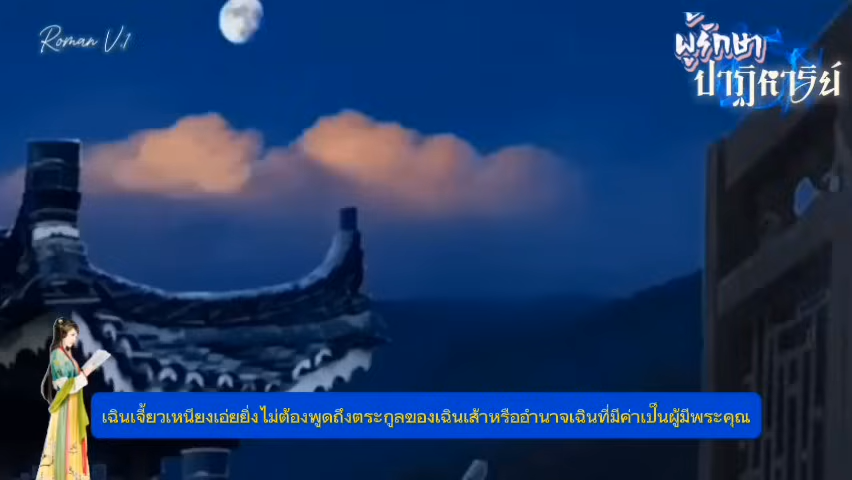 Roman V.1
ผู้รักษา
ปาฏิหาริย์
เฉินเจี้ยวเหนียงเอ่ยยิ่งไม่ต้องพูดถึงตระกูลของเฉินเส้าหรืออำนาจเฉินที่มีค่าเป็นผู้มีพระคุณ